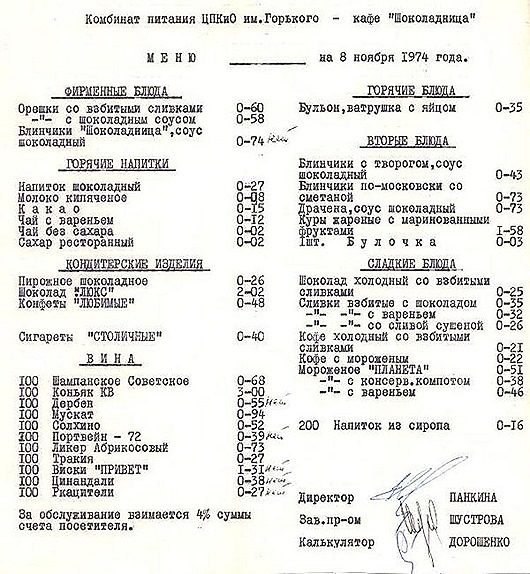 Комбинат питания ЦПКиО им.Горького - кафе "Шоколадница"
МЕНЮ на 8 ноября 1974 года.
ФИРМЕННЫЕ БЛЮДА
Орешки со взбитыми сливками 0-60
-"- с шоколадным соусом 0-58
Блинчики "Шоколадница",соус
шоколадный 0-74 нет
ГОРЯЧИЕ НАПИТКИ
Напиток шоколадный 0-27
Молоко кипяченое 0-08
Какао 0-15
Чай с вареньем 0-12
Чай без сахара 0-02
Сахар ресторанный 0-02
КОНДИТЕРСКИЕ ИЗДЕЛИЯ
Пирожное шоколадное 0-26
Шоколад "ЛЮКС" 2-02
Конфеты "ЛЮБИМЫЕ" 0-48
Сигареты "СТОЛИЧНЫЕ" 0-40
ВИНА
100 Шампанское Советское 0-68
100 Коньяк КВ 3-00
100 Дербен 0-55 нет
100 Мускат 0-94
100 Солхино 0-52
100 Портвейн - 72 0-39 нет
100 Ликер Абрикосовый 0-73
100 Тракия 0-27
100 Виски "ПРИВЕТ" 1-31 нет
100 Цинандали 0-38 нет
100 Ркацители 0-27 нет
За обслуживание взимается 4% суммы
счета посетителя.
ГОРЯЧИЕ БЛЮДА
Бульон,ватрушка с яйцом 0-35
ВТОРЫЕ БЛЮДА
Блинчики с творогом,соус
шоколадный 0-43
Блинчики по-московски со
сметаной 0-73
Драчена,соус шоколадный 0-73
Куры жареные с маринованными
фруктами 1-58
1шт. Булочка 0-03
СЛАДКИЕ БЛЮДА
Шоколад холодный со взбитыми
сливками 0-25
Сливки взбитые с шоколадом 0-35
-"- -"- с вареньем 0-32
-"- -"- со сливой сушеной 0-26
Кофе холодный со взбитыми
сливками 0-21
Кофе с мороженым 0-22
Мороженое "ПЛАНЕТА" 0-51
-"- с консерв.компотом 0-38
-"- с вареньем 0-46
200 Напиток из сиропа 0-16
Директор ПАНКИНА
Зав.пр-ом ШУСТРОВА
Калькулятор ДОРОШЕНКО